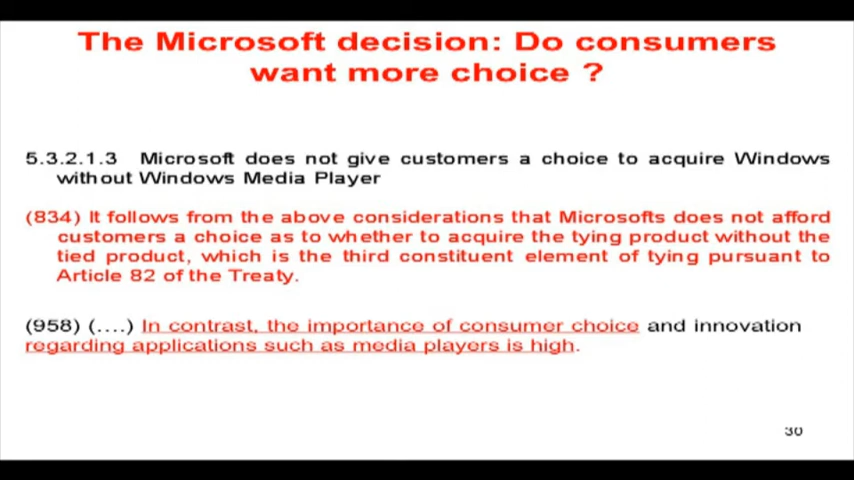 The Microsoft decision: Do consumers
want more choice ?
5.3.2.1.3 Microsoft does not give customers a choice to acquire Windows
without Windows Media Player
(834) It follows from the above considerations that Microsofts does not afford
customers a choice as to whether to acquire the tying product without the
tied product, which is the third constituent element of tying pursuant to
Article 82 of the Treaty.
(958) (....) In contrast, the importance of consumer choice and innovation
regarding applications such as media players is high.
30